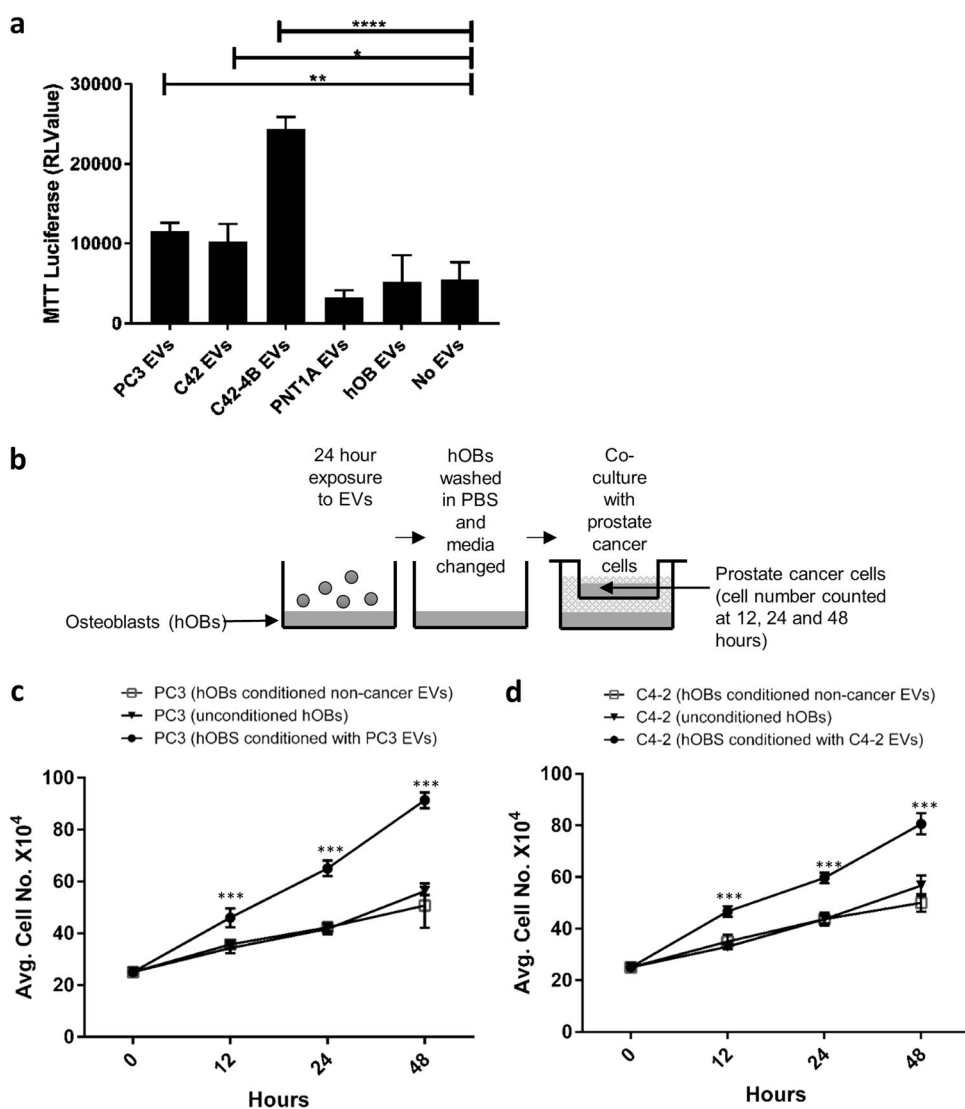 a
****
*
**
MTT Luciferase (RLValue)
30000
20000
10000
0
PC3 EVs
C42 EVs
C42-4B EVs
PNT1A EVs
hOB EVs
No EVs
b
24 hour
exposure
to EVs
hOBs
washed
in PBS
and
media
changed
Co-
culture
with
prostate
cancer
cells
Osteoblasts (hOBs)
Prostate cancer cells
(cell number counted
at 12, 24 and 48
hours)
c
PC3 (hOBs conditioned non-cancer EVs)
PC3 (unconditioned hOBs)
PC3 (hOBS conditioned with PC3 EVs)
Avg. Cell No. X10⁴
100
80
60
40
20
0
***
***
***
0
12
24
48
Hours
d
C4-2 (hOBs conditioned non-cancer EVs)
C4-2 (unconditioned hOBs)
C4-2 (hOBS conditioned with C4-2 EVs)
Avg. Cell No. X10⁴
100
80
60
40
20
0
***
***
***
0
12
24
48
Hours